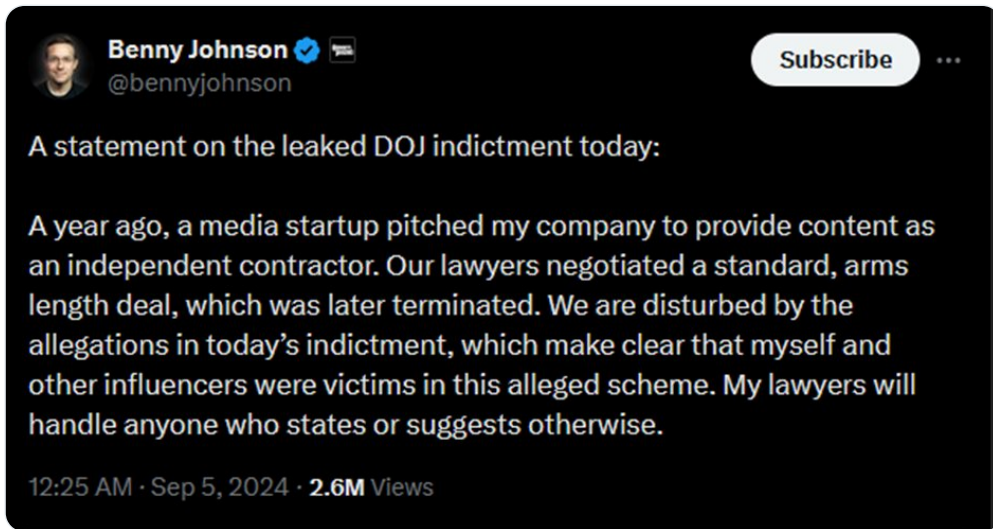 Benny Johnson
@bennyjohnson
Subscribe
A statement on the leaked DOJ indictment today:
A year ago, a media startup pitched my company to provide content as
an independent contractor. Our lawyers negotiated a standard, arms
length deal, which was later terminated. We are disturbed by the
allegations in today’s indictment, which make clear that myself and
other influencers were victims in this alleged scheme. My lawyers will
handle anyone who states or suggests otherwise.
12:25 AM · Sep 5, 2024 · 2.6M Views